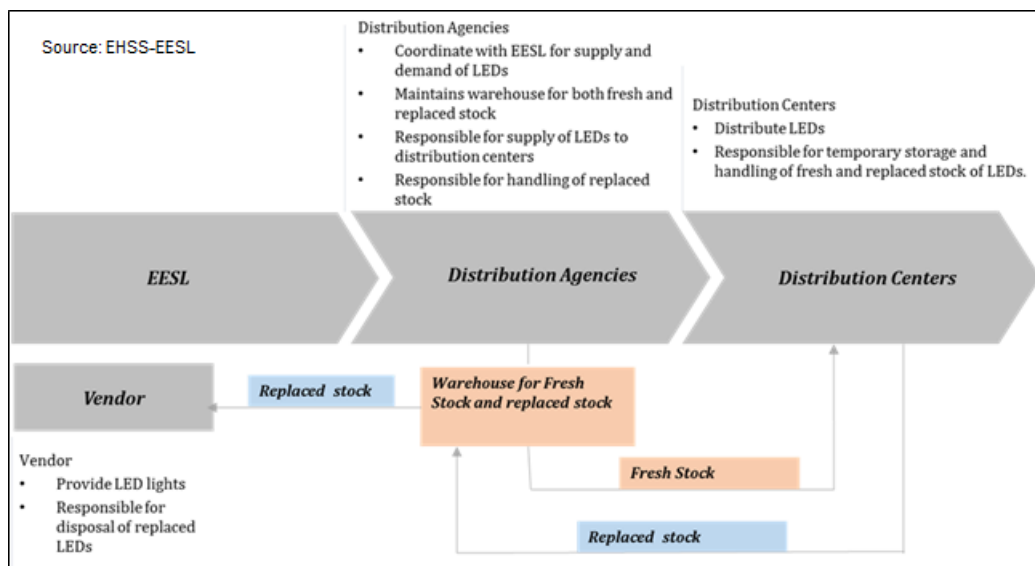 Source: EHSS-EESL
Distribution Agencies
• Coordinate with EESL for supply and
demand of LEDs
• Maintains warehouse for both fresh and
replaced stock
• Responsible for supply of LEDs to
distribution centers
• Responsible for handling of replaced
stock
Distribution Centers
• Distribute LEDs
• Responsible for temporary storage and
handling of fresh and replaced stock of LEDs.
EESL
Distribution Agencies
Distribution Centers
Vendor
Replaced stock
Warehouse for Fresh
Stock and replaced stock
Fresh Stock
Replaced stock
Vendor
• Provide LED lights
• Responsible for
disposal of replaced
LEDs